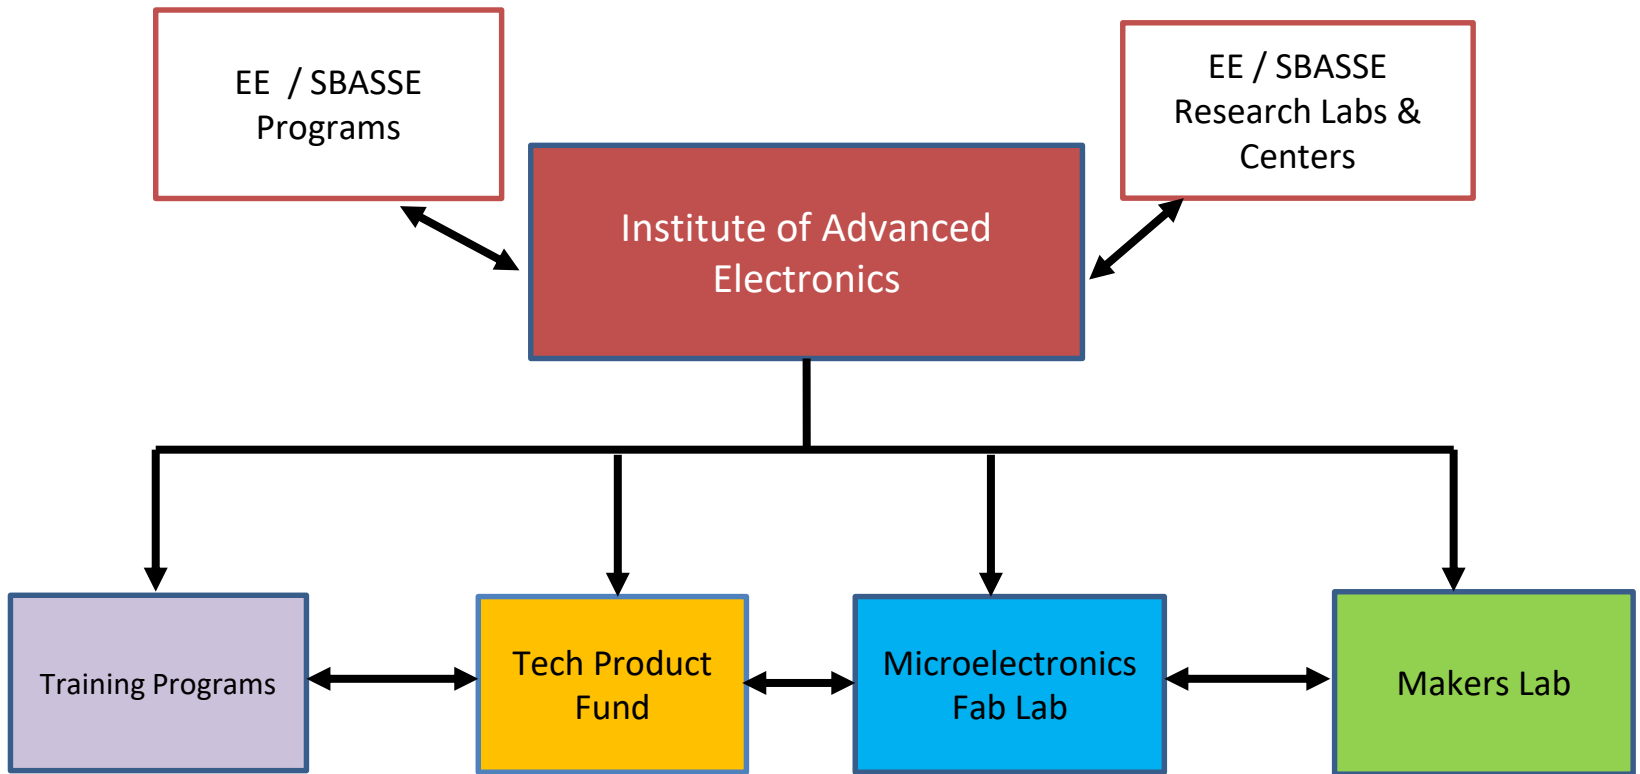 EE / SBASSE
Programs
EE / SBASSE
Research Labs &
Centers
Institute of Advanced
Electronics
Training Programs
Tech Product
Fund
Microelectronics
Fab Lab
Makers Lab